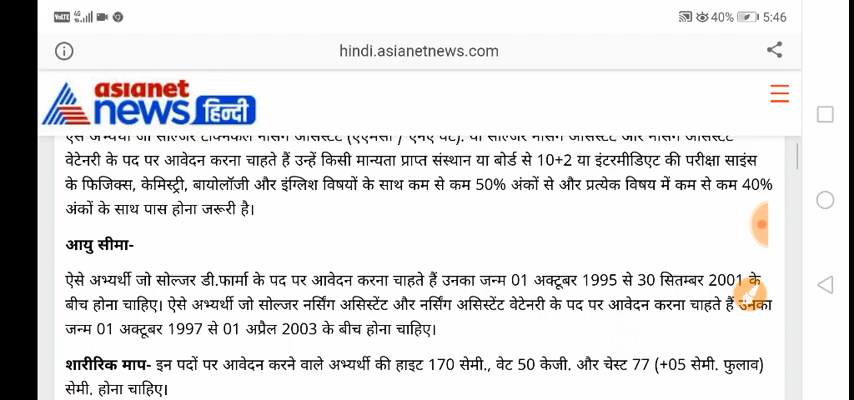 VoLTE 4G 40% 5:46
hindi.asianetnews.com
asianet
news हिन्दी
वेटेनरी के पद पर आवेदन करना चाहते हैं उन्हें किसी मान्यता प्राप्त संस्थान या बोर्ड से 10+2 या इंटरमीडिएट की परीक्षा साइंस
के फिजिक्स, केमिस्ट्री, बायोलॉजी और इंग्लिश विषयों के साथ कम से कम 50% अंकों से और प्रत्येक विषय में कम से कम 40%
अंकों के साथ पास होना जरूरी है।
आयु सीमा-
ऐसे अभ्यर्थी जो सोल्जर डी.फार्मा के पद पर आवेदन करना चाहते हैं उनका जन्म 01 अक्टूबर 1995 से 30 सितम्बर 2001 के
बीच होना चाहिए। ऐसे अभ्यर्थी जो सोल्जर नर्सिंग असिस्टेंट और नर्सिंग असिस्टेंट वेटेनरी के पद पर आवेदन करना चाहते हैं उनका
जन्म 01 अक्टूबर 1997 से 01 अप्रैल 2003 के बीच होना चाहिए।
शारीरिक माप- इन पदों पर आवेदन करने वाले अभ्यर्थी की हाइट 170 सेमी., वेट 50 केजी. और चेस्ट 77 (+05 सेमी. फुलाव)
सेमी. होना चाहिए।